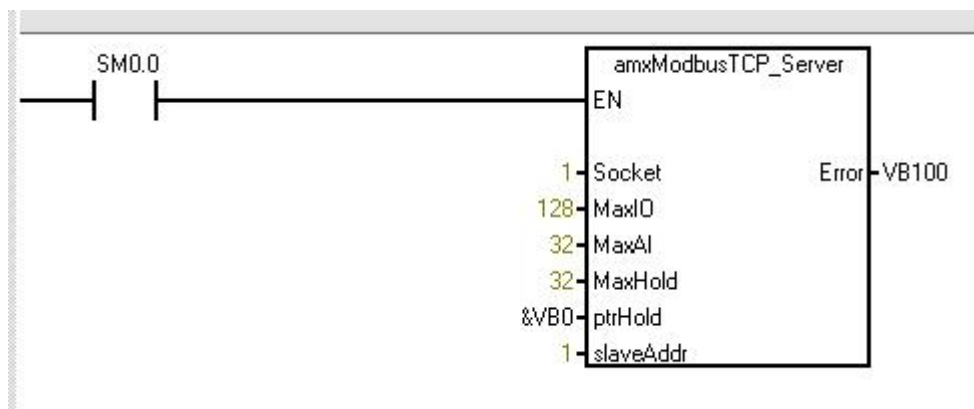 SM0.0
amxModbusTCP_Server
EN
1 Socket Error VB100
128 MaxIO
32 MaxAI
32 MaxHold
&VB0 ptrHold
1 slaveAddr